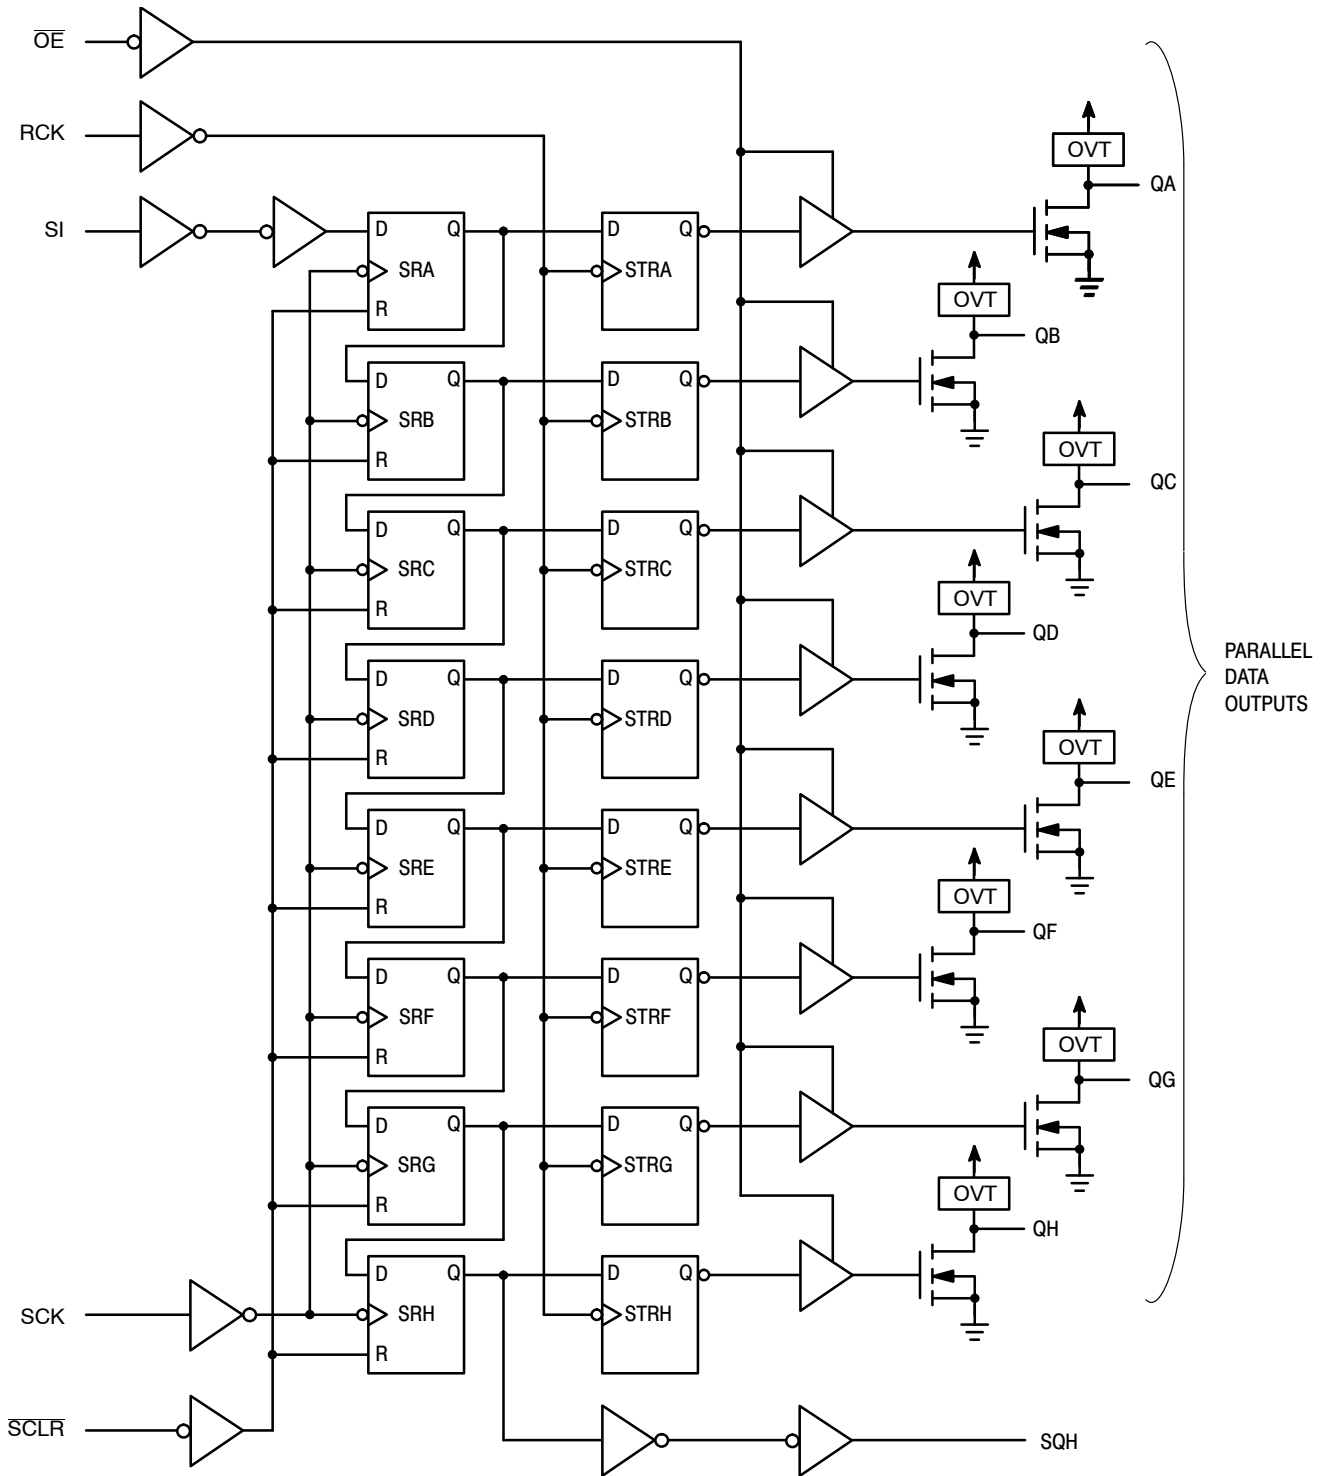 OE
RCK
OVT
QA
SI
D Q D Q
SRA STRA
R
OVT
QB
D Q D Q
SRB STRB
R
OVT
QC
D Q D Q
SRC STRC
R
OVT
QD
PARALLEL
DATA
OUTPUTS
D Q D Q
SRD STRD
R
OVT
QE
D Q D Q
SRE STRE
R
OVT
QF
D Q D Q
SRF STRF
R
OVT
QG
D Q D Q
SRG STRG
R
OVT
QH
D Q D Q
SCK
SRH STRH
R
SCLR
SQH